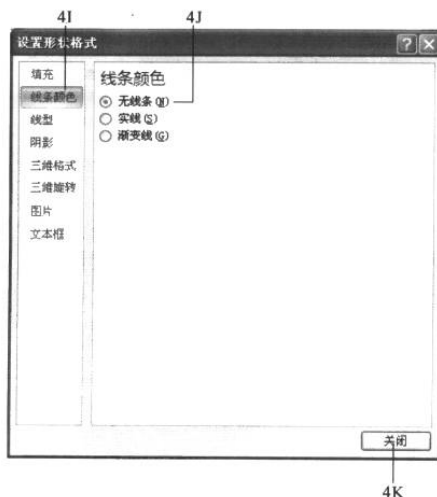 4I 4J
设置形状格式
填充
线条颜色
线型
阴影
三维格式
三维旋转
图片
文本框
线条颜色
无线条(N)
实线(S)
渐变线(G)
关闭
4K